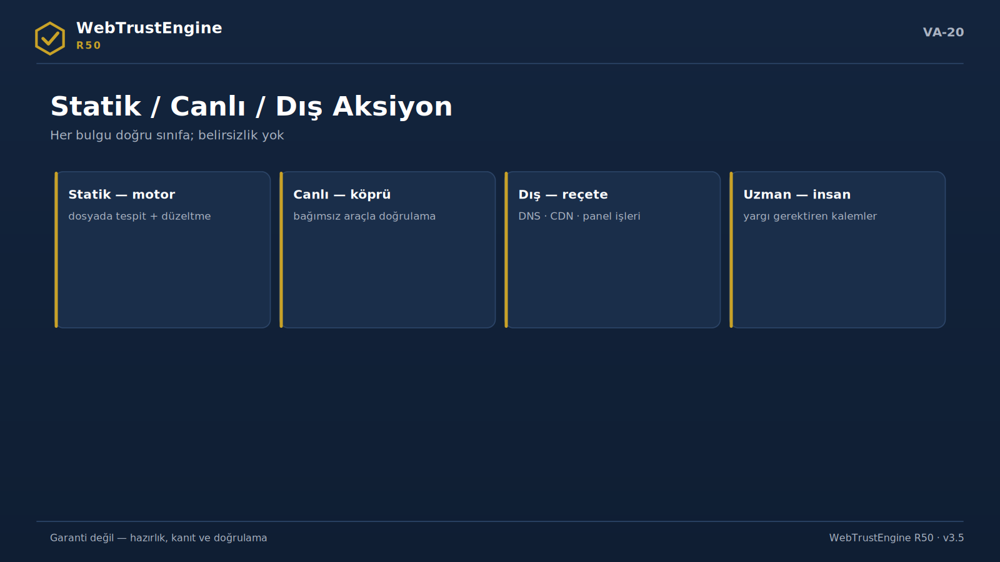 WebTrustEngine
R50
VA-20
Statik / Canlı / Dış Aksiyon
Her bulgu doğru sınıfa; belirsizlik yok
Statik — motor
dosyada tespit + düzeltme
Canlı — köprü
bağımsız araçla doğrulama
Dış — reçete
DNS · CDN · panel işleri
Uzman — insan
yargı gerektiren kalemler
Garanti değil — hazırlık, kanıt ve doğrulama
WebTrustEngine R50 · v3.5